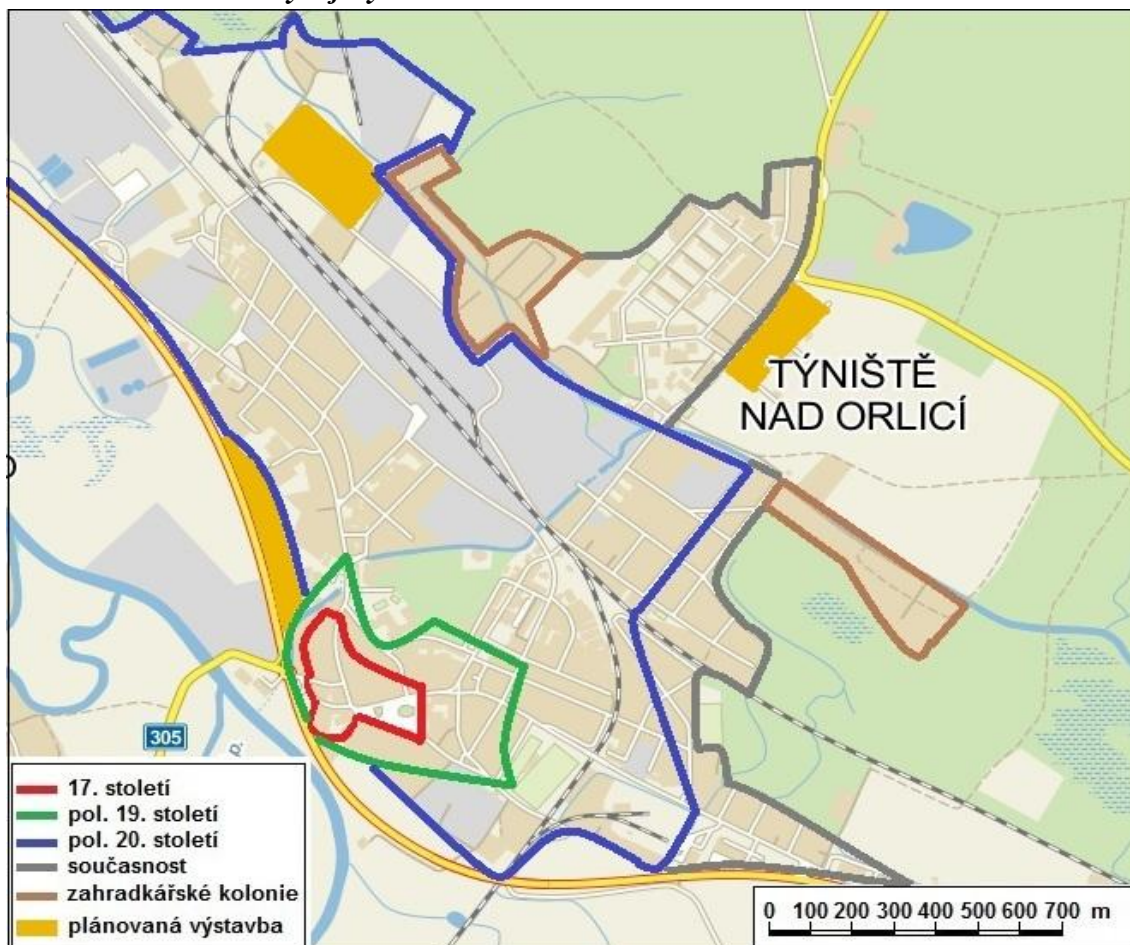 TÝNIŠTĚ
NAD ORLICÍ
305
17. století
pol. 19. století
pol. 20. století
současnost
zahradkářské kolonie
plánovaná výstavba
0 100 200 300 400 500 600 700 m